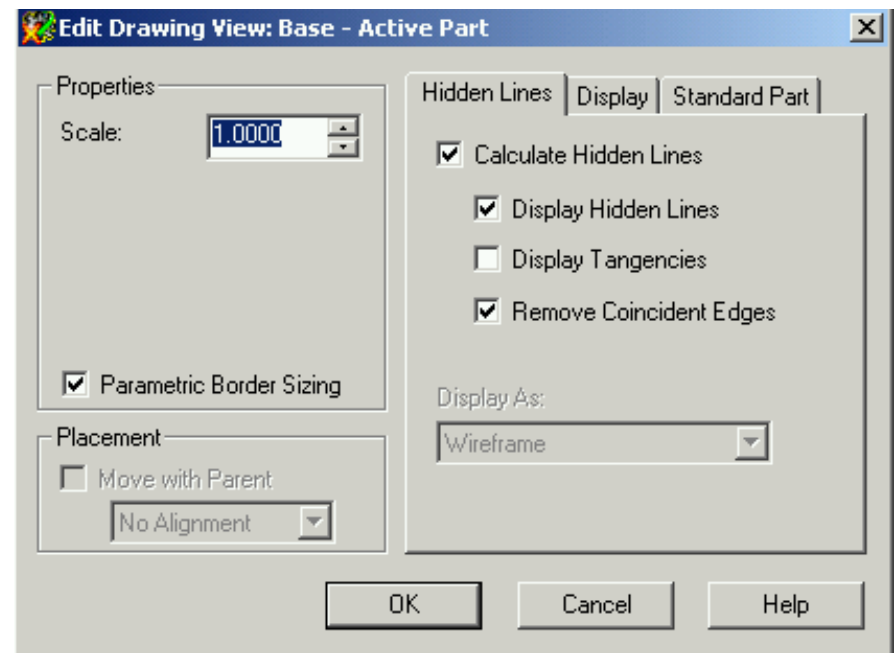 Edit Drawing View: Base - Active Part
Properties
Scale:
1.0000
Parametric Border Sizing
Placement
Move with Parent
No Alignment
Hidden Lines
Display
Standard Part
Calculate Hidden Lines
Display Hidden Lines
Display Tangencies
Remove Coincident Edges
Display As:
Wireframe
OK
Cancel
Help